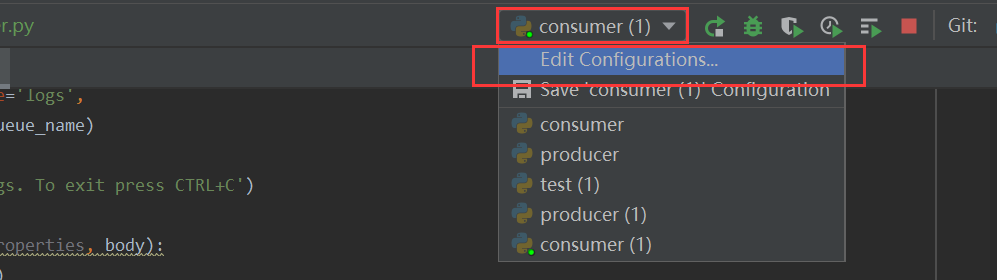 r.py
consumer (1)
Git:
Edit Configurations...
Save 'consumer (1)' Configuration
='logs',
ueue_name)
consumer
producer
gs. To exit press CTRL+C')
test (1)
producer (1)
roperties, body):
consumer (1)